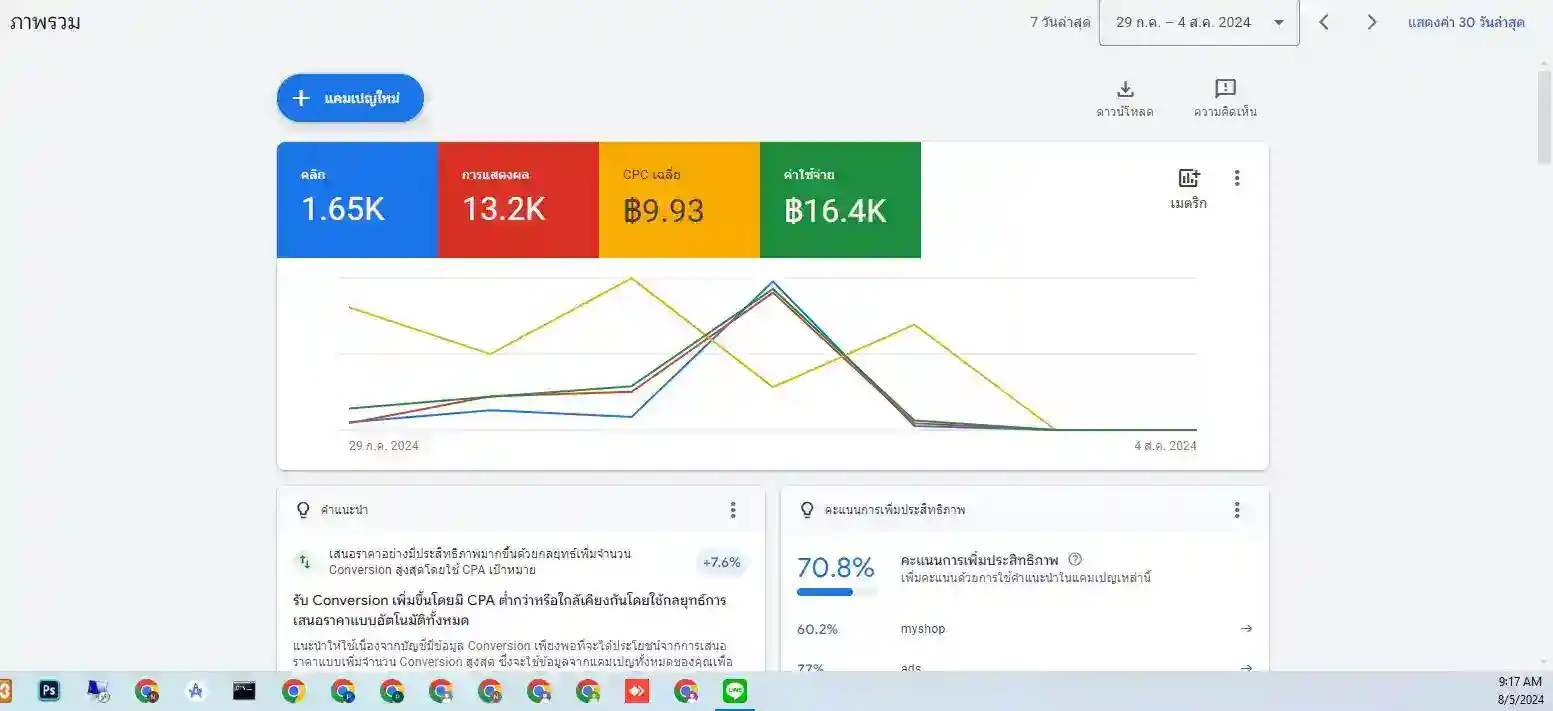 ภาพรวม
7 วันล่าสุด
29 ก.ค. – 4 ส.ค. 2024
แสดงค่า 30 วันล่าสุด
แคมเปญใหม่
ดาวน์โหลด
ความคิดเห็น
คลิก
1.65K
การแสดงผล
13.2K
CPC เฉลี่ย
฿9.93
ค่าใช้จ่าย
฿16.4K
เมตริก
29 ก.ค. 2024
4 ส.ค. 2024
คำแนะนำ
เสนอราคาอย่างมีประสิทธิภาพมากขึ้นด้วยกลยุทธ์เพิ่มจำนวน
Conversion สูงสุดโดยใช้ CPA เป้าหมาย
+7.6%
รับ Conversion เพิ่มขึ้นโดยมี CPA ต่ำกว่าหรือใกล้เคียงกันโดยใช้กลยุทธ์การ
เสนอราคาแบบอัตโนมัติทั้งหมด
แนะนำให้ใช้เนื่องจากบัญชีมีข้อมูล Conversion เพียงพอที่จะได้ประโยชน์จากการเสนอ
ราคาแบบเพิ่มจำนวน Conversion สูงสุด ซึ่งจะใช้ข้อมูลจากแคมเปญทั้งหมดของคุณเพื่อ
คะแนนการเพิ่มประสิทธิภาพ
70.8%
คะแนนการเพิ่มประสิทธิภาพ
เพิ่มคะแนนด้วยการใช้คำแนะนำในแคมเปญเหล่านี้
60.2%
myshop
77%
ads
Ps
LINE
9:17 AM
8/5/2024